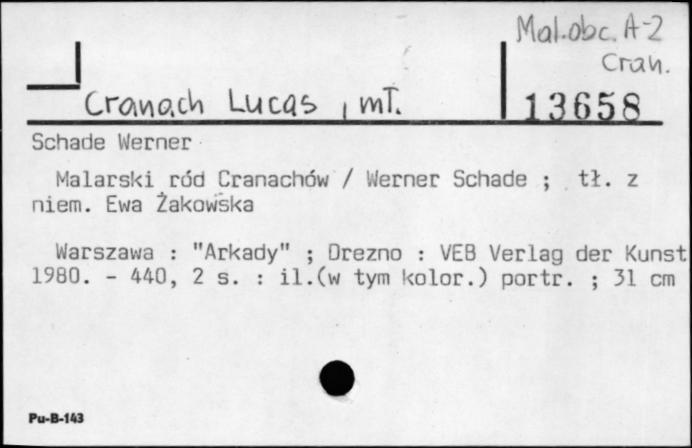 Mal.obc. A-2
Cran.
Cranach Lucas, mł.
13658
Schade Werner
Malarski ród Cranachów / Werner Schade ; tł. z
niem. Ewa Żakowska
Warszawa : "Arkady" ; Drezno : VEB Verlag der Kunst
1980. - 440, 2 s. : il.(w tym kolor.) portr. ; 31 cm
Pu-B-143